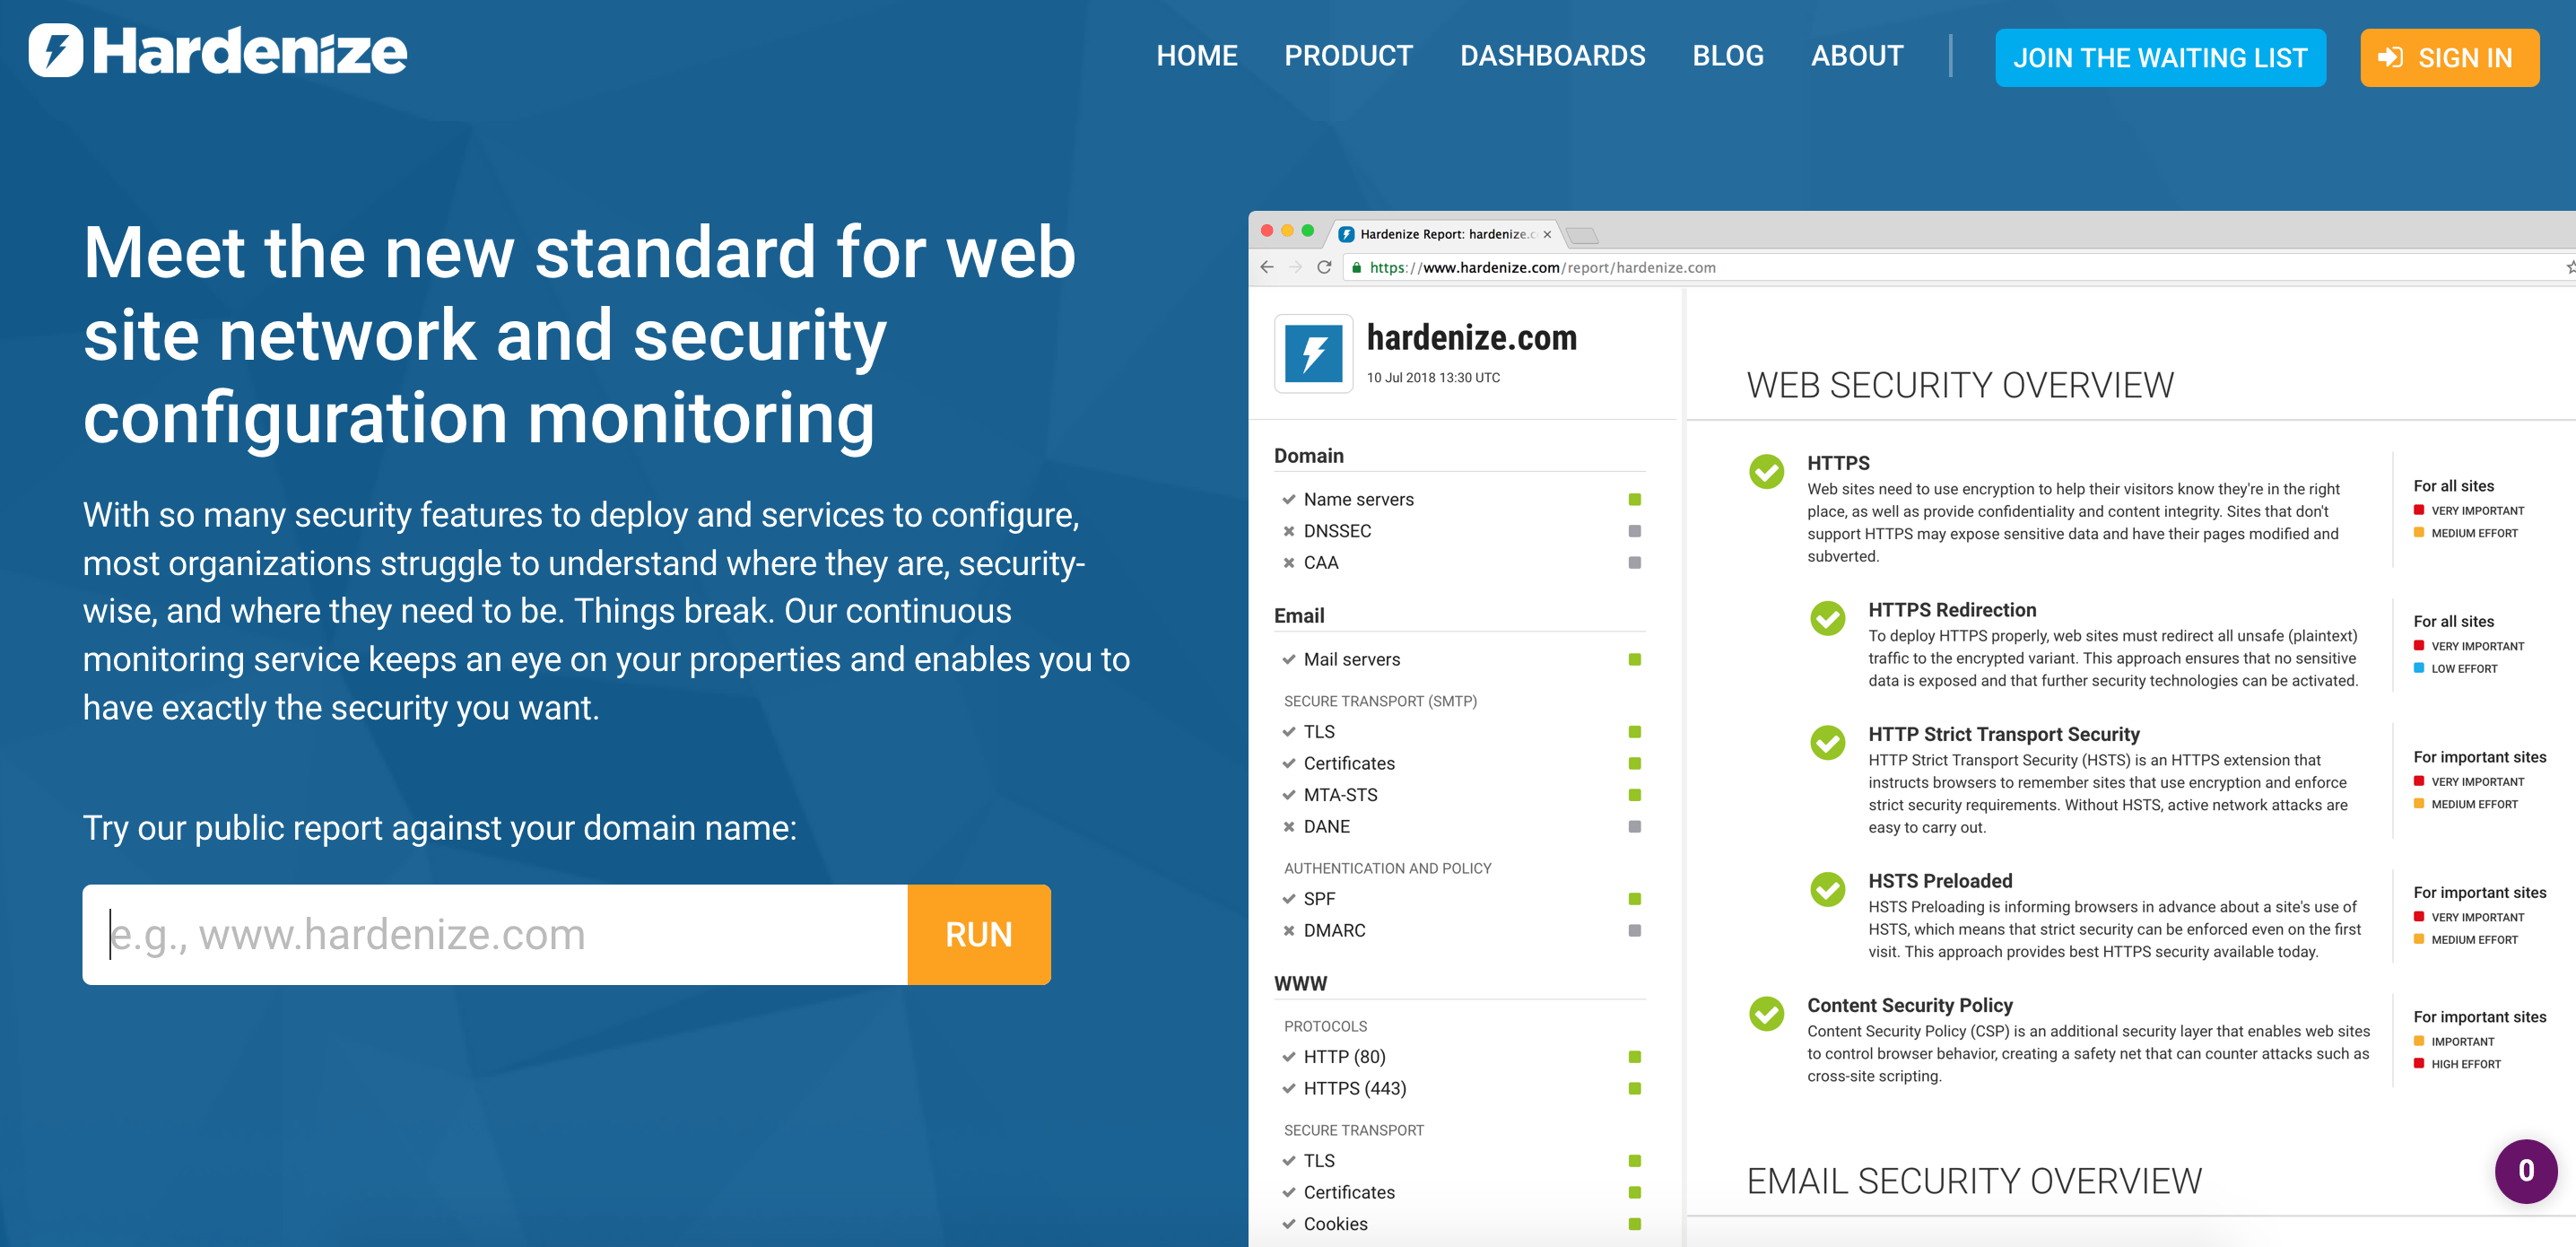 Hardenize
HOME PRODUCT DASHBOARDS BLOG ABOUT JOIN THE WAITING LIST SIGN IN
Meet the new standard for web
site network and security
configuration monitoring
With so many security features to deploy and services to configure,
most organizations struggle to understand where they are, security-
wise, and where they need to be. Things break. Our continuous
monitoring service keeps an eye on your properties and enables you to
have exactly the security you want.
Try our public report against your domain name:
e.g., www.hardenize.com RUN
Hardenize Report: hardenize.c
https://www.hardenize.com/report/hardenize.com
hardenize.com
10 Jul 2018 13:30 UTC
Domain
Name servers
DNSSEC
CAA
Email
Mail servers
SECURE TRANSPORT (SMTP)
TLS
Certificates
MTA-STS
DANE
AUTHENTICATION AND POLICY
SPF
DMARC
WWW
PROTOCOLS
HTTP (80)
HTTPS (443)
SECURE TRANSPORT
TLS
Certificates
Cookies
WEB SECURITY OVERVIEW
HTTPS
Web sites need to use encryption to help their visitors know they're in the right
place, as well as provide confidentiality and content integrity. Sites that don't
support HTTPS may expose sensitive data and have their pages modified and
subverted.
For all sites
VERY IMPORTANT
MEDIUM EFFORT
HTTPS Redirection
To deploy HTTPS properly, web sites must redirect all unsafe (plaintext)
traffic to the encrypted variant. This approach ensures that no sensitive
data is exposed and that further security technologies can be activated.
For all sites
VERY IMPORTANT
LOW EFFORT
HTTP Strict Transport Security
HTTP Strict Transport Security (HSTS) is an HTTPS extension that
instructs browsers to remember sites that use encryption and enforce
strict security requirements. Without HSTS, active network attacks are
easy to carry out.
For important sites
VERY IMPORTANT
MEDIUM EFFORT
HSTS Preloaded
HSTS Preloading is informing browsers in advance about a site's use of
HSTS, which means that strict security can be enforced even on the first
visit. This approach provides best HTTPS security available today.
For important sites
VERY IMPORTANT
MEDIUM EFFORT
Content Security Policy
Content Security Policy (CSP) is an additional security layer that enables web sites
to control browser behavior, creating a safety net that can counter attacks such as
cross-site scripting.
For important sites
IMPORTANT
HIGH EFFORT
EMAIL SECURITY OVERVIEW
0